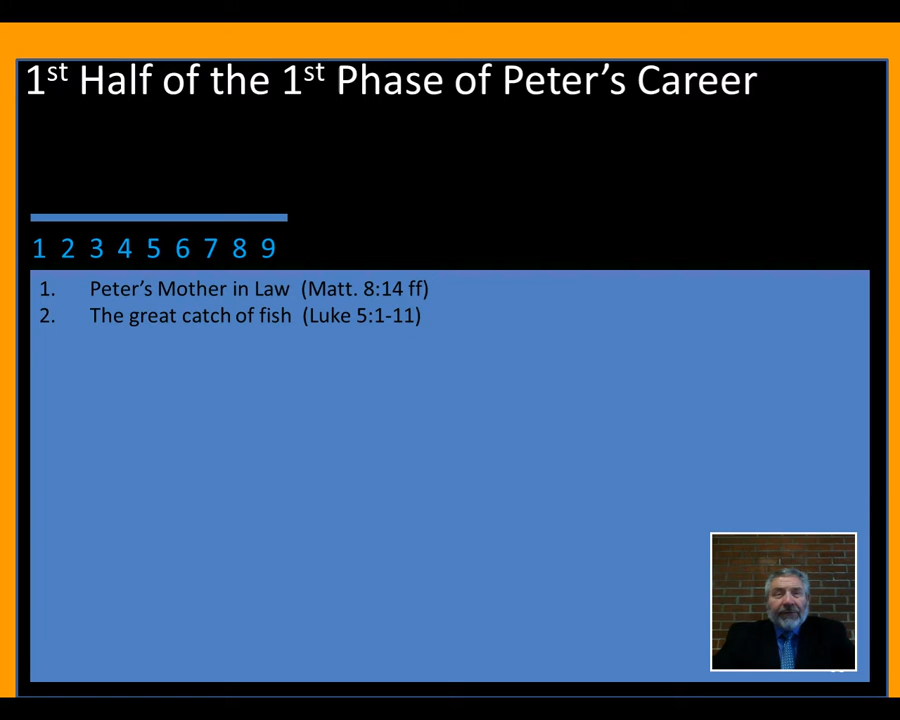 1st Half of the 1st Phase of Peter’s Career
1 2 3 4 5 6 7 8 9
1. Peter’s Mother in Law (Matt. 8:14 ff)
2. The great catch of fish (Luke 5:1-11)